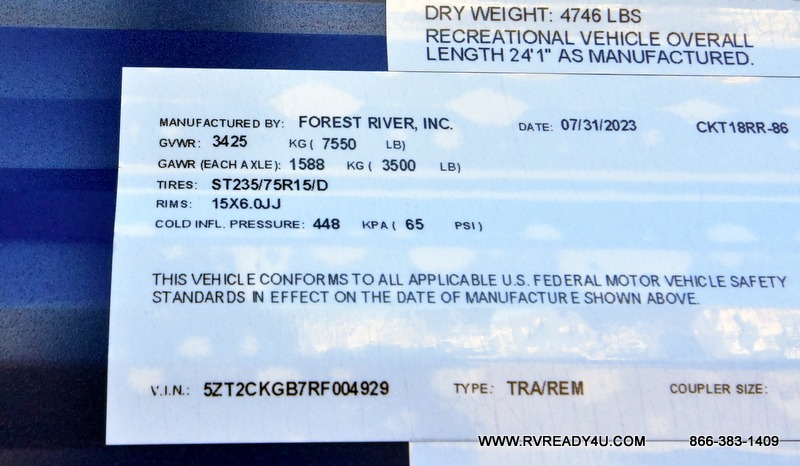 DRY WEIGHT: 4746 LBS
RECREATIONAL VEHICLE OVERALL
LENGTH 24'1" AS MANUFACTURED.
MANUFACTURED BY: FOREST RIVER, INC. DATE: 07/31/2023 CKT18RR-86
GVWR: 3425 KG ( 7550 LB)
GAWR (EACH AXLE): 1588 KG ( 3500 LB)
TIRES: ST235/75R15/D
RIMS: 15X6.0JJ
COLD INFL. PRESSURE: 448 KPA ( 65 PSI )
THIS VEHICLE CONFORMS TO ALL APPLICABLE U.S. FEDERAL MOTOR VEHICLE SAFETY
STANDARDS IN EFFECT ON THE DATE OF MANUFACTURE SHOWN ABOVE.
V.I.N.: 5ZT2CKGB7RF004929 TYPE: TRA/REM COUPLER SIZE:
WWW.RVREADY4U.COM 866-383-1409